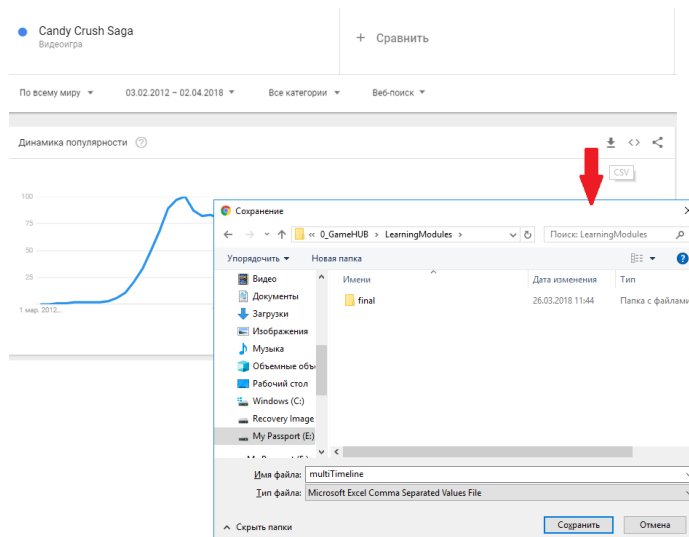 Candy Crush Saga
Видеоигра
+ Сравнить
По всему миру
03.02.2012 – 02.04.2018
Все категории
Веб-поиск
Динамика популярности
CSV
100
75
50
25
1 мар. 2012…
Сохранение
« 0_GameHUB > LearningModules >
Поиск: LearningModules
Упорядочить
Новая папка
Имени
Дата изменения
Тип
Видео
Документы
Загрузки
Изображения
Музыка
Объемные объ
Рабочий стол
Windows (C:)
Recovery Image
My Passport (E:)
final
26.03.2018 11:44
Папка с файлами
Имя файла: multiTimeline
Тип файла: Microsoft Excel Comma Separated Values File
Скрыть папки
Сохранить
Отмена